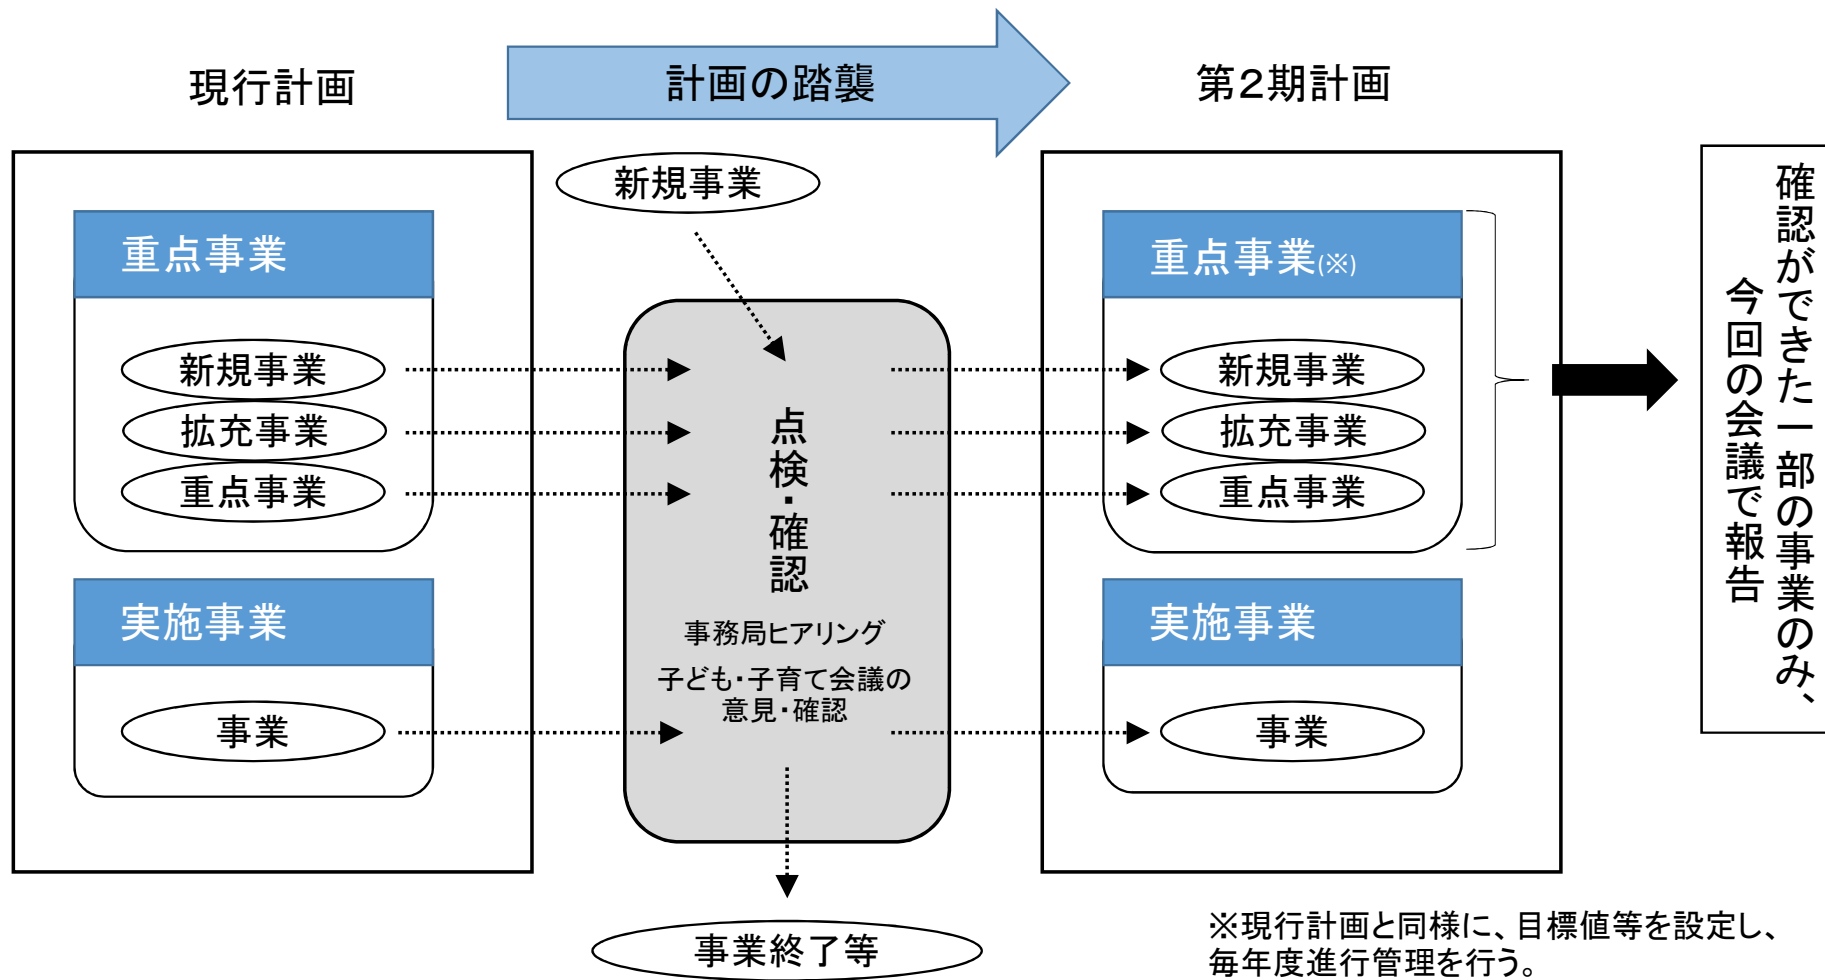 現行計画
計画の踏襲
第2期計画
新規事業
重点事業
新規事業
拡充事業
重点事業
実施事業
事業
点検・確認
事務局ヒアリング
子ども・子育て会議の
意見・確認
事業終了等
重点事業(※)
新規事業
拡充事業
重点事業
実施事業
事業
確認ができた一部の事業のみ、
今回の会議で報告
※現行計画と同様に、目標値等を設定し、
毎年度進行管理を行う。